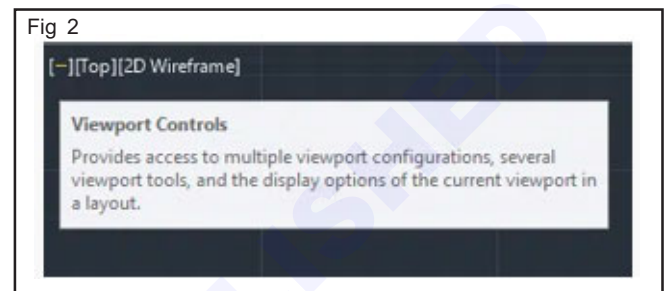 Fig 2
[−][Top][2D Wireframe]
Viewport Controls
Provides access to multiple viewport configurations, several
viewport tools, and the display options of the current viewport in
a layout.